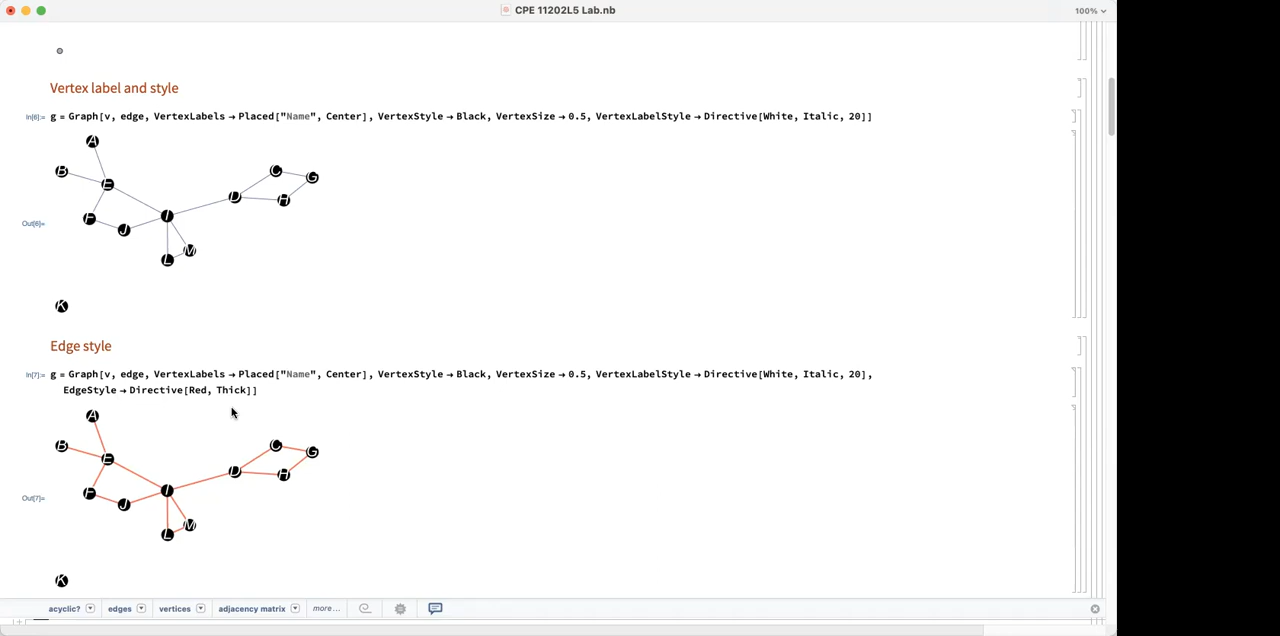 CPE 11202L5 Lab.nb
100%
Vertex label and style
In[6]:= g = Graph[v, edge, VertexLabels → Placed["Name", Center], VertexStyle → Black, VertexSize → 0.5, VertexLabelStyle → Directive[White, Italic, 20]]
A
B
C
G
E
D
H
F
I
J
Out[6]=
M
L
K
Edge style
In[7]:= g = Graph[v, edge, VertexLabels → Placed["Name", Center], VertexStyle → Black, VertexSize → 0.5, VertexLabelStyle → Directive[White, Italic, 20],
EdgeStyle → Directive[Red, Thick]]
A
B
C
G
E
D
H
F
I
J
Out[7]=
M
L
K
acyclic? edges vertices adjacency matrix more...